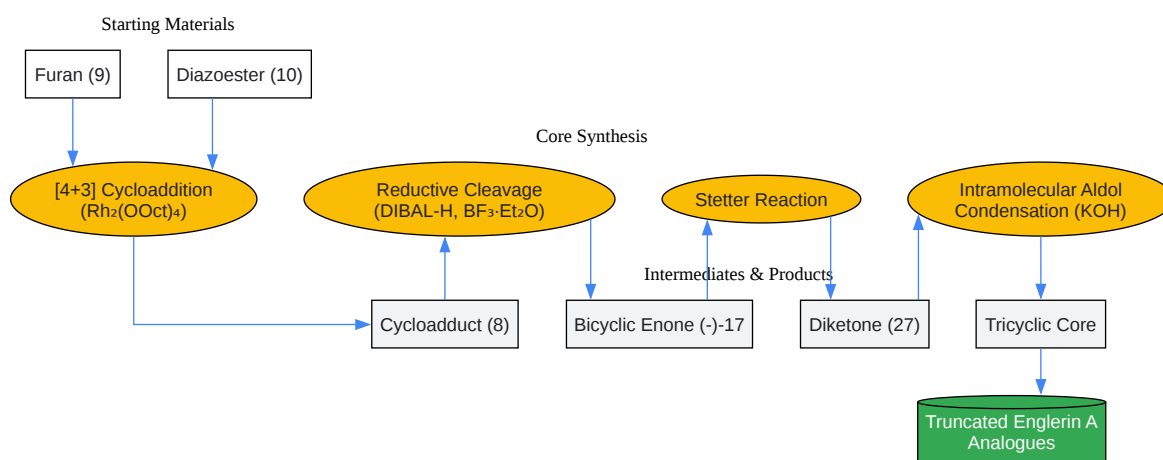 Starting Materials
Furan (9)
Diazoester (10)
Core Synthesis
[4+3] Cycloaddition
(Rh₂(OOct)₄)
Reductive Cleavage
(DIBAL-H, BF₃·Et₂O)
Stetter Reaction
Intramolecular Aldol
Condensation (KOH)
Intermediates & Products
Cycloadduct (8)
Bicyclic Enone (-)-17
Diketone (27)
Tricyclic Core
Truncated Englerin A
Analogues